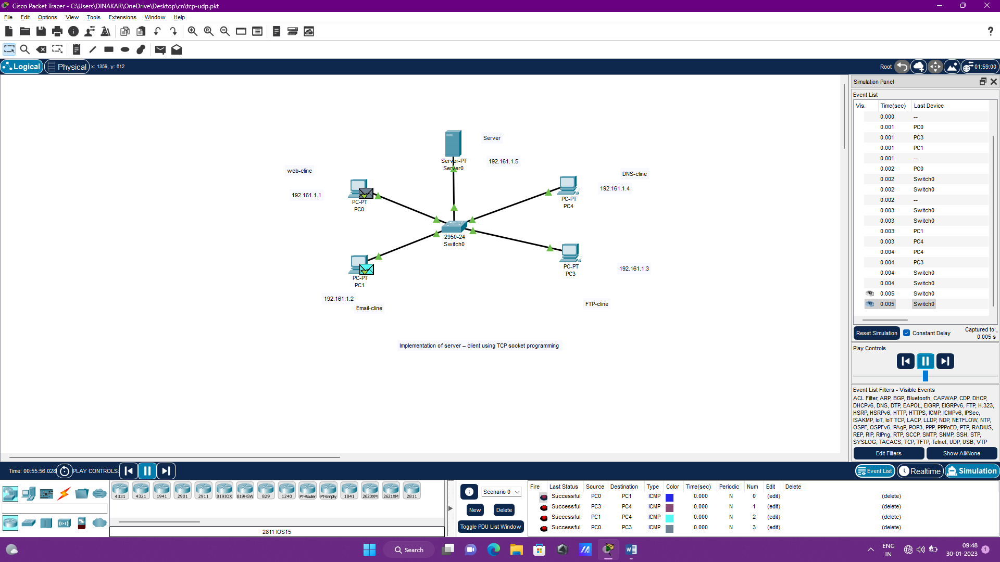 Cisco Packet Tracer - C:\Users\DINAKAR\OneDrive\Desktop\cn\tcp-udp.pkt
File Edit Options View Tools Extensions Window Help
Logical Physical x: 1359, y: 612 Root 01:59:00
Server
Server-PT
Server0
192.161.1.5
web-cline
192.161.1.1
PC-PT
PC0
DNS-cline
192.161.1.4
PC-PT
PC4
2950-24
Switch0
PC-PT
PC1
192.161.1.2
Email-cline
PC-PT
PC3
192.161.1.3
FTP-cline
Implementation of server – client using TCP socket programming
Simulation Panel
Event List
Vis. Time(sec) Last Device
0.000 --
0.001 PC0
0.001 PC3
0.001 PC1
0.001 --
0.002 PC0
0.002 Switch0
0.002 Switch0
0.002 --
0.003 Switch0
0.003 Switch0
0.003 PC1
0.003 PC4
0.004 PC4
0.004 PC3
0.004 Switch0
0.004 Switch0
0.005 Switch0
0.005 Switch0
Reset Simulation Constant Delay Captured to:
0.005 s
Play Controls
Event List Filters - Visible Events
ACL Filter, ARP, BGP, Bluetooth, CAPWAP, CDP, DHCP,
DHCPv6, DNS, DTP, EAPOL, EIGRP, EIGRPv6, FTP, H.323,
HSRP, HSRPv6, HTTP, HTTPS, ICMP, ICMPv6, IPSec,
ISAKMP, IoT, IoT TCP, LACP, LLDP, NDP, NETFLOW, NTP,
OSPF, OSPFv6, PAgP, POP3, PPP, PPPoED, PTP, RADIUS,
REP, RIP, RIPng, RTP, SCCP, SMTP, SNMP, SSH, STP,
SYSLOG, TACACS, TCP, TFTP, Telnet, UDP, USB, VTP
Edit Filters Show All/None
Time: 00:55:56.028 PLAY CONTROLS: Event List Realtime Simulation
4331 4321 1941 2901 2911 819IOX 819HGW 829 1240 PT-Router PT-Empty 1841 2620XM 2621XM 2811
2811 IOS15
Scenario 0
New Delete
Toggle PDU List Window
Fire Last Status Source Destination Type Color Time(sec) Periodic Num Edit Delete
Successful PC0 PC1 ICMP 0.000 N 0 (edit) (delete)
Successful PC3 PC4 ICMP 0.000 N 1 (edit) (delete)
Successful PC1 PC4 ICMP 0.000 N 2 (edit) (delete)
Successful PC0 PC3 ICMP 0.000 N 3 (edit) (delete)
Search
ENG
IN
09:48
30-01-2023
1